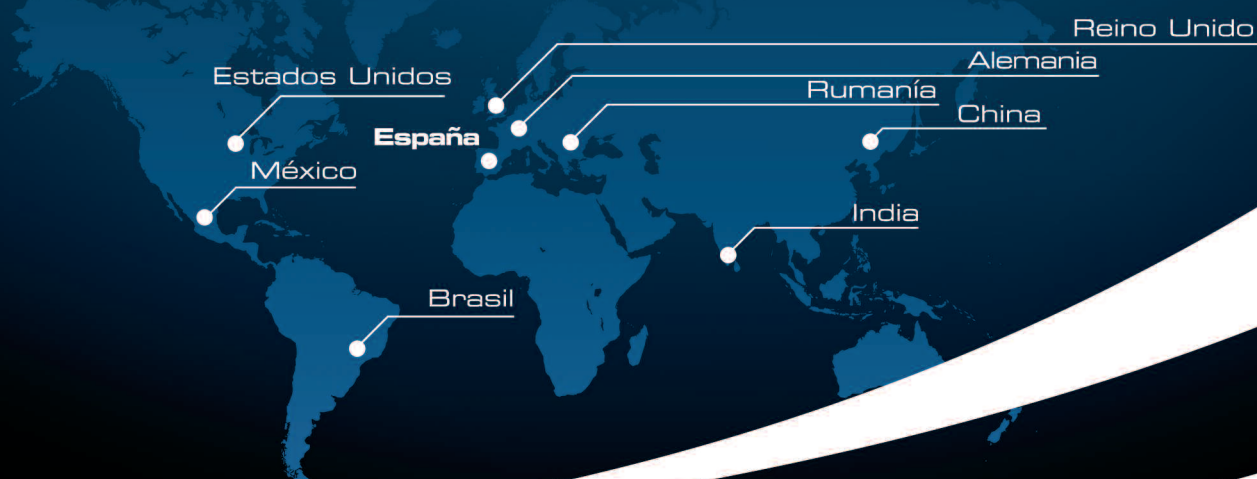 Reino Unido
Alemania
Estados Unidos
Rumanía
China
España
México
India
Brasil